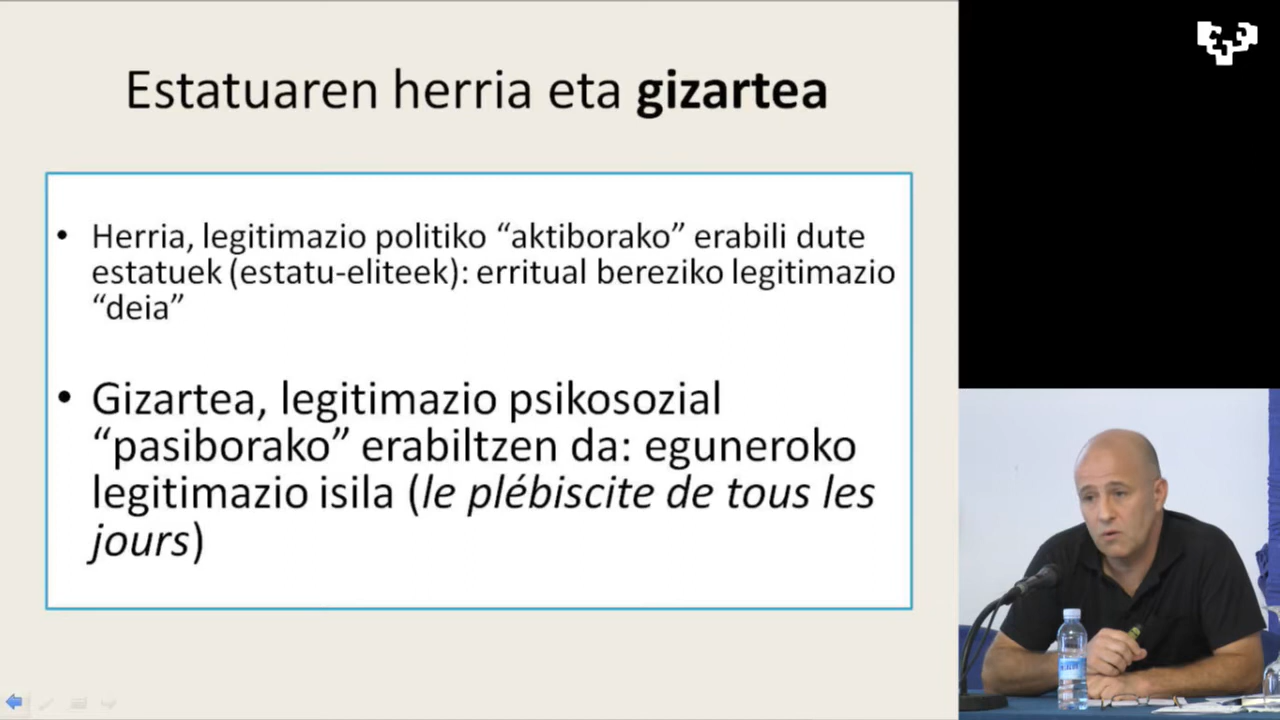 Estatuaren herria eta gizartea
• Herria, legitimazio politiko “aktiborako” erabili dute
estatuek (estatu-eliteek): erritual bereziko legitimazio
“deia”
• Gizartea, legitimazio psikosozial
“pasiborako” erabiltzen da: eguneroko
legitimazio isila (le plébiscite de tous les
jours)